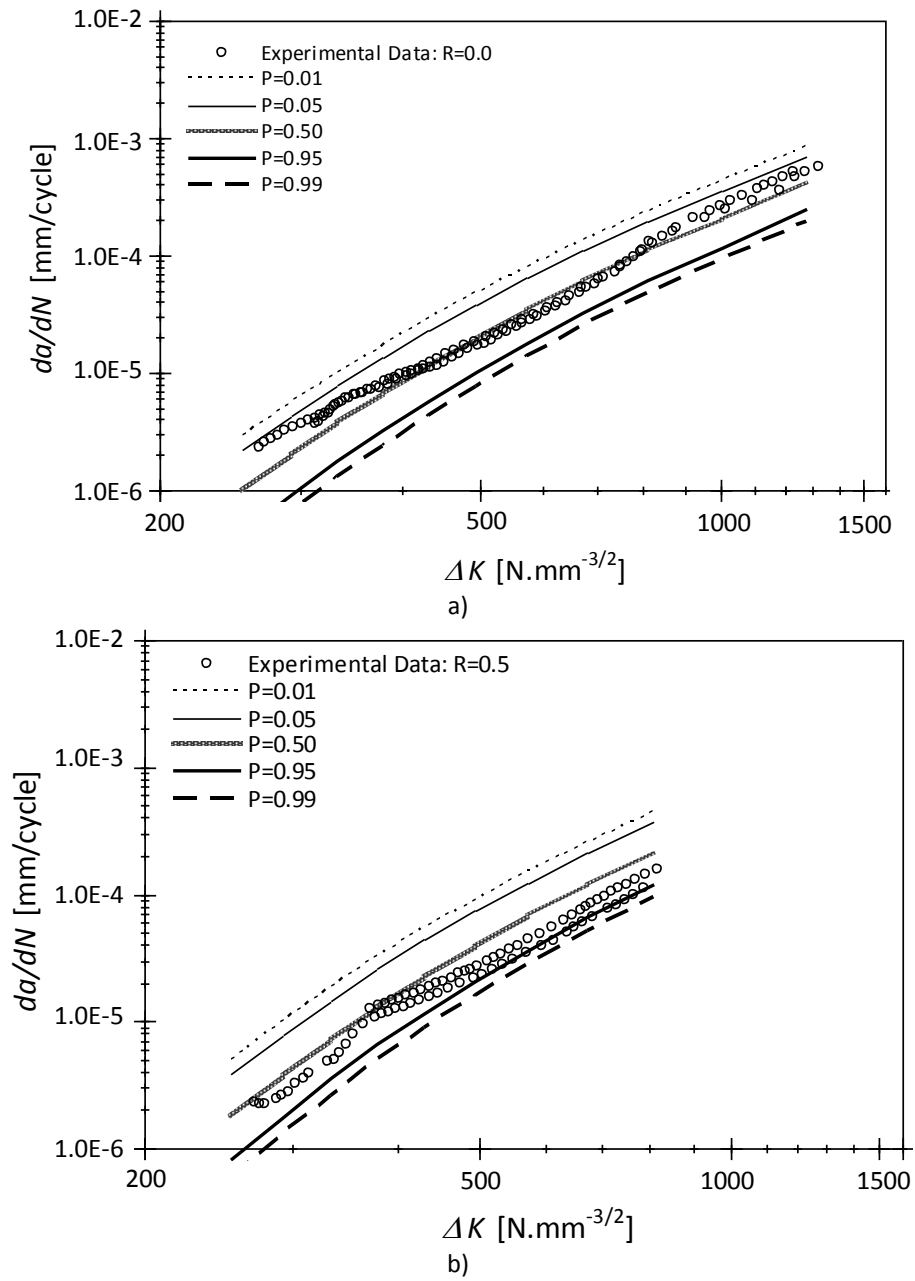 1.0E-2
Experimental Data: R=0.0
P=0.01
P=0.05
P=0.50
P=0.95
P=0.99
1.0E-3
1.0E-4
1.0E-5
1.0E-6
da/dN [mm/cycle]
200
500
1000
1500
ΔK [N.mm-3/2]
a)
1.0E-2
Experimental Data: R=0.5
P=0.01
P=0.05
P=0.50
P=0.95
P=0.99
1.0E-3
1.0E-4
1.0E-5
1.0E-6
da/dN [mm/cycle]
200
500
1000
1500
ΔK [N.mm-3/2]
b)